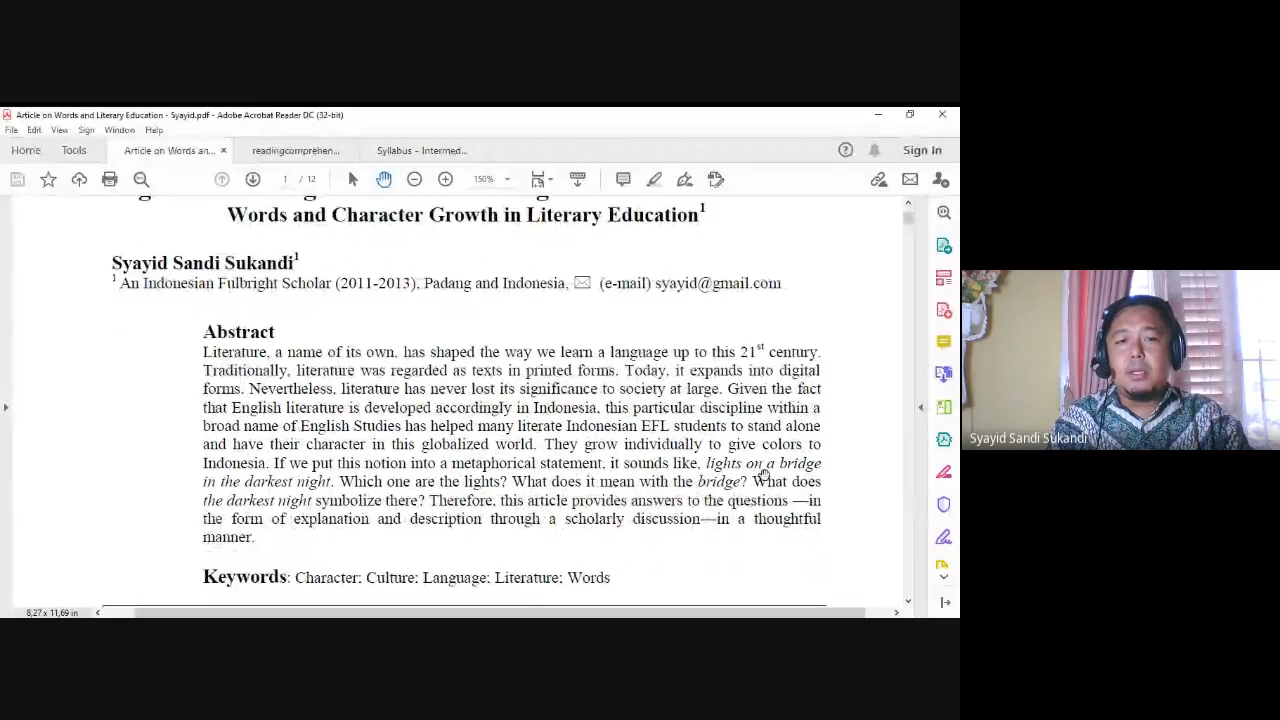 Article on Words and Literary Education - Syayid.pdf - Adobe Acrobat Reader DC (32-bit)
File Edit View Sign Window Help
Home Tools Article on Words an... × readingcomprehen... Syllabus - Intermed... Sign In
1 / 12 150%
Words and Character Growth in Literary Education1
Syayid Sandi Sukandi1
1 An Indonesian Fulbright Scholar (2011-2013), Padang and Indonesia, ✉ (e-mail) syayid@gmail.com
Abstract
Literature, a name of its own, has shaped the way we learn a language up to this 21st century.
Traditionally, literature was regarded as texts in printed forms. Today, it expands into digital
forms. Nevertheless, literature has never lost its significance to society at large. Given the fact
that English literature is developed accordingly in Indonesia, this particular discipline within a
broad name of English Studies has helped many literate Indonesian EFL students to stand alone
and have their character in this globalized world. They grow individually to give colors to
Indonesia. If we put this notion into a metaphorical statement, it sounds like, lights on a bridge
in the darkest night. Which one are the lights? What does it mean with the bridge? What does
the darkest night symbolize there? Therefore, this article provides answers to the questions —in
the form of explanation and description through a scholarly discussion—in a thoughtful
manner.
Keywords: Character; Culture; Language; Literature; Words
8,27 x 11,69 in
Syayid Sandi Sukandi